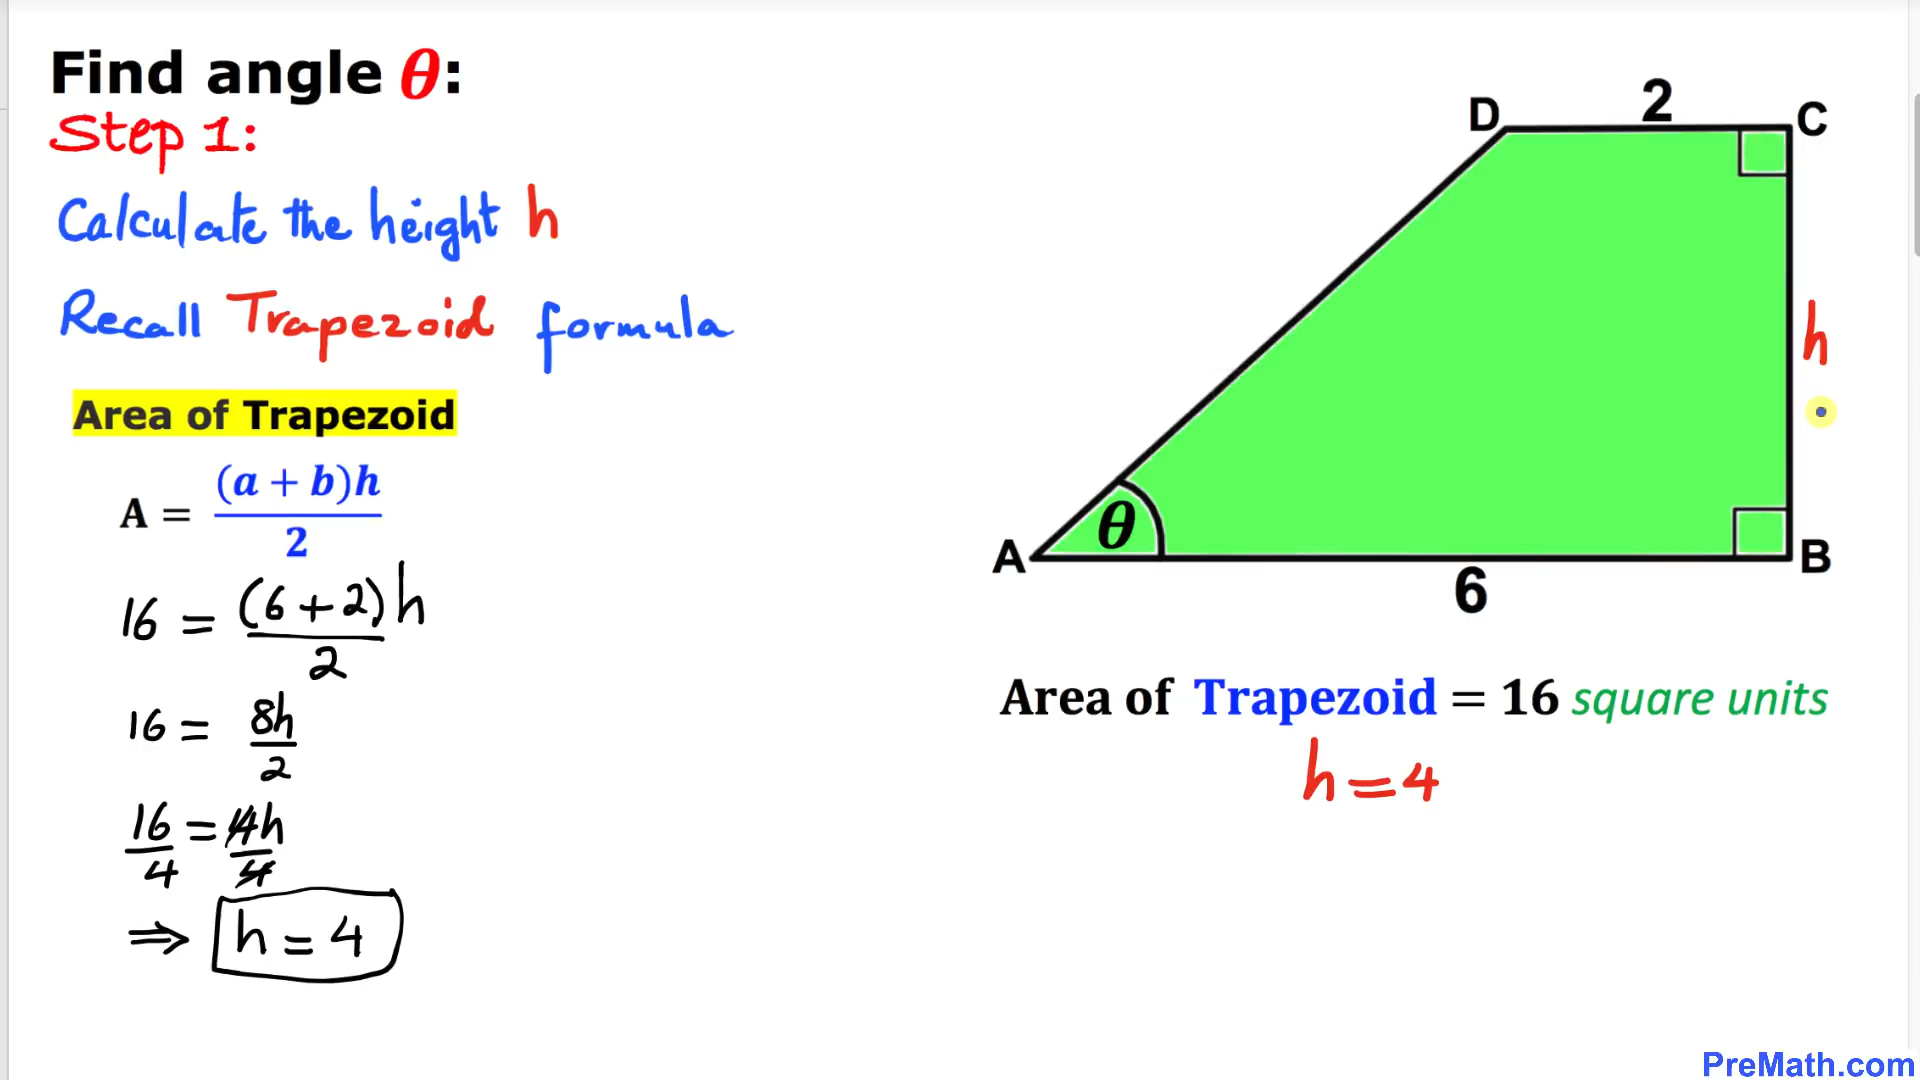 Find angle θ:
Step 1:
Calculate the height h
Recall Trapezoid formula
Area of Trapezoid
A = (a + b)h / 2
16 = (6 + 2)h / 2
16 = 8h / 2
16 / 4 = 4h / 4
⇒ h = 4
D 2 C
h
θ
A B
6
Area of Trapezoid = 16 square units
h = 4
PreMath.com